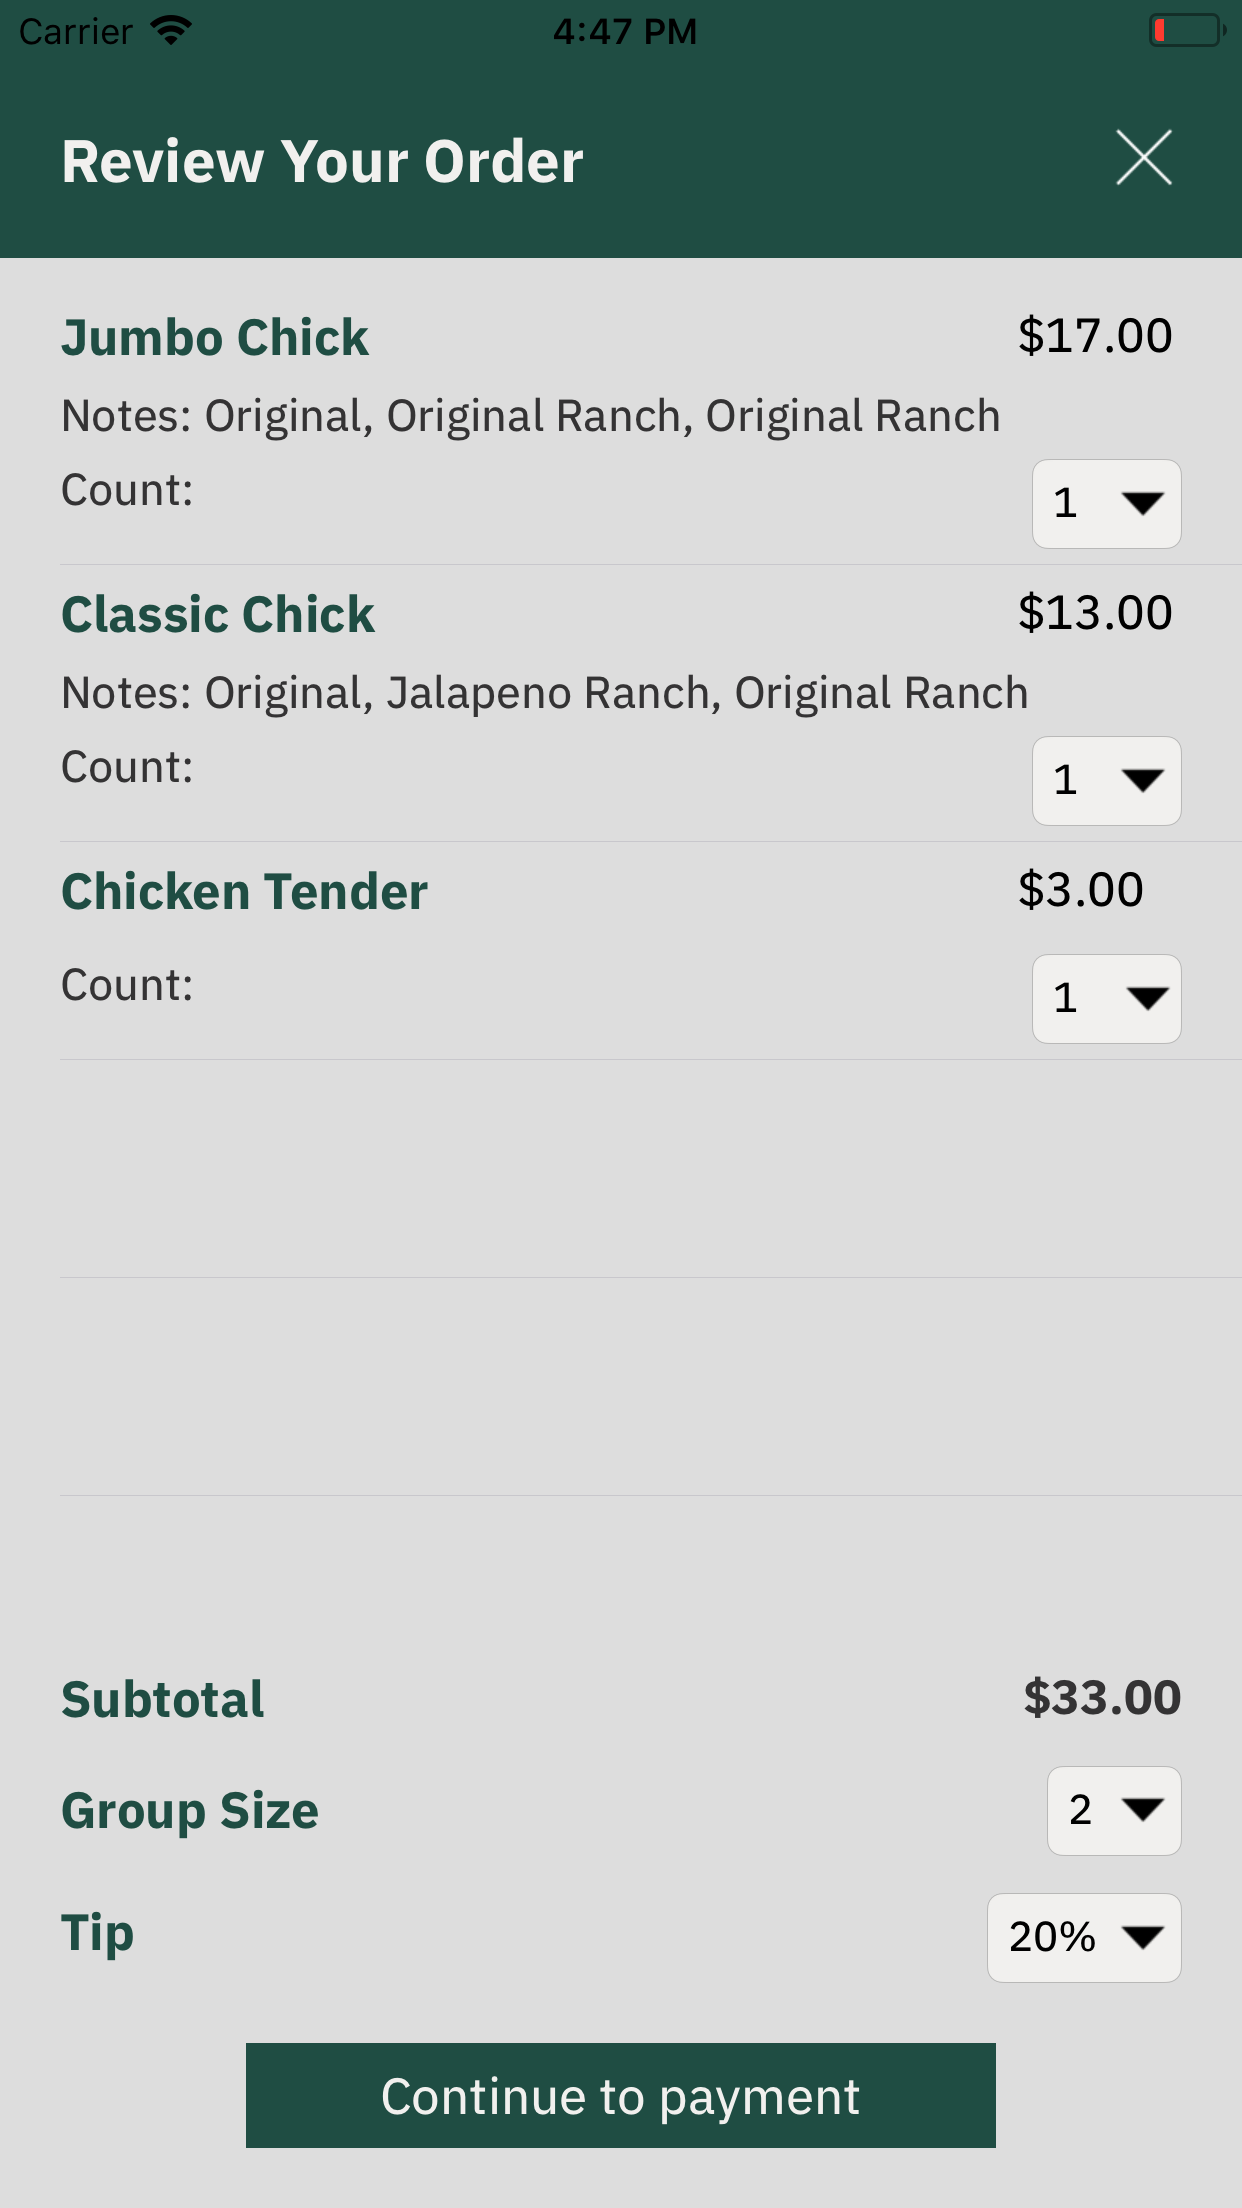 Carrier 4:47 PM
Review Your Order
Jumbo Chick $17.00
Notes: Original, Original Ranch, Original Ranch
Count: 1
Classic Chick $13.00
Notes: Original, Jalapeno Ranch, Original Ranch
Count: 1
Chicken Tender $3.00
Count: 1
Subtotal $33.00
Group Size 2
Tip 20%
Continue to payment